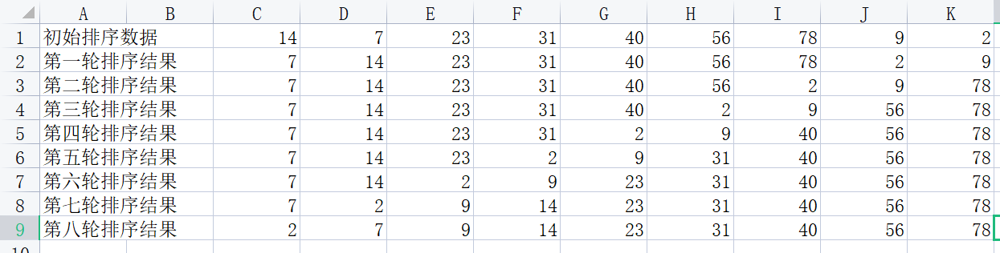 A B C D E F G H I J K
1 初始排序数据 14 7 23 31 40 56 78 9 2
2 第一轮排序结果 7 14 23 31 40 56 78 2 9
3 第二轮排序结果 7 14 23 31 40 56 2 9 78
4 第三轮排序结果 7 14 23 31 40 2 9 56 78
5 第四轮排序结果 7 14 23 31 2 9 40 56 78
6 第五轮排序结果 7 14 23 2 9 31 40 56 78
7 第六轮排序结果 7 14 2 9 23 31 40 56 78
8 第七轮排序结果 7 2 9 14 23 31 40 56 78
9 第八轮排序结果 2 7 9 14 23 31 40 56 78
10